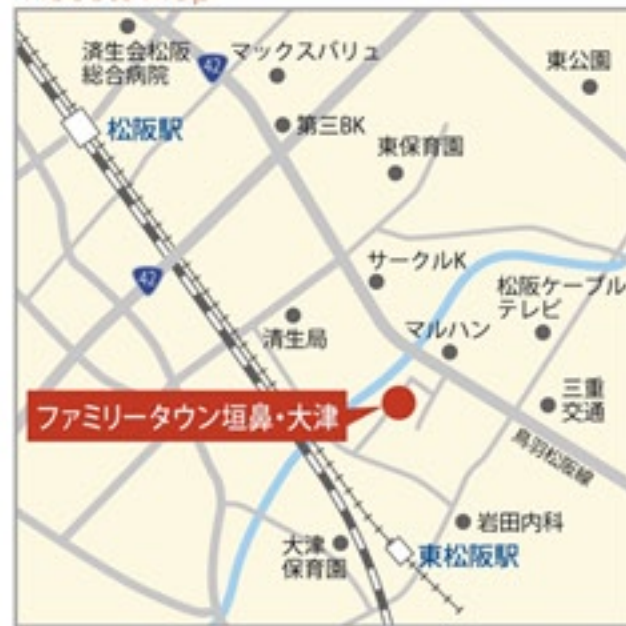 済生会松阪
総合病院
42
マックスバリュ
東公園
松阪駅
第三BK
東保育園
42
サークルK
松阪ケーブル
テレビ
清生局
マルハン
ファミリータウン垣鼻・大津
三重
交通
鳥羽松阪線
岩田内科
大津
保育園
東松阪駅